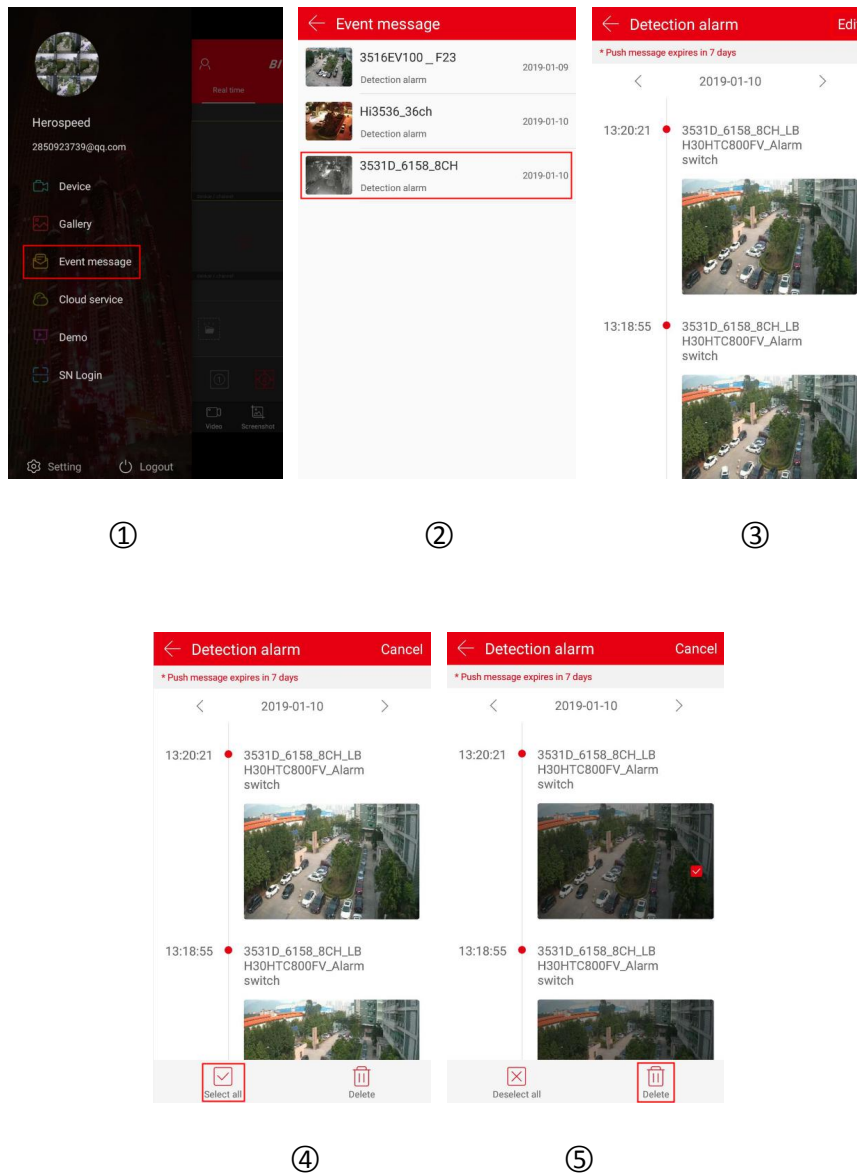 Herospeed
2850923739@qq.com
Device
Gallery
Event message
Cloud service
Demo
SN Login
Setting
Logout
BI
Real time
Video
Screenshot
Event message
3516EV100 _ F23
Detection alarm
2019-01-09
Hi3536_36ch
Detection alarm
2019-01-10
3531D_6158_8CH
Detection alarm
2019-01-10
Detection alarm
Edi
* Push message expires in 7 days
2019-01-10
13:20:21
3531D_6158_8CH_LB
H30HTC800FV_Alarm
switch
13:18:55
3531D_6158_8CH_LB
H30HTC800FV_Alarm
switch
①
②
③
Detection alarm
Cancel
* Push message expires in 7 days
2019-01-10
13:20:21
3531D_6158_8CH_LB
H30HTC800FV_Alarm
switch
13:18:55
3531D_6158_8CH_LB
H30HTC800FV_Alarm
switch
Select all
Delete
Detection alarm
Cancel
* Push message expires in 7 days
2019-01-10
13:20:21
3531D_6158_8CH_LB
H30HTC800FV_Alarm
switch
13:18:55
3531D_6158_8CH_LB
H30HTC800FV_Alarm
switch
Deselect all
Delete
④
⑤